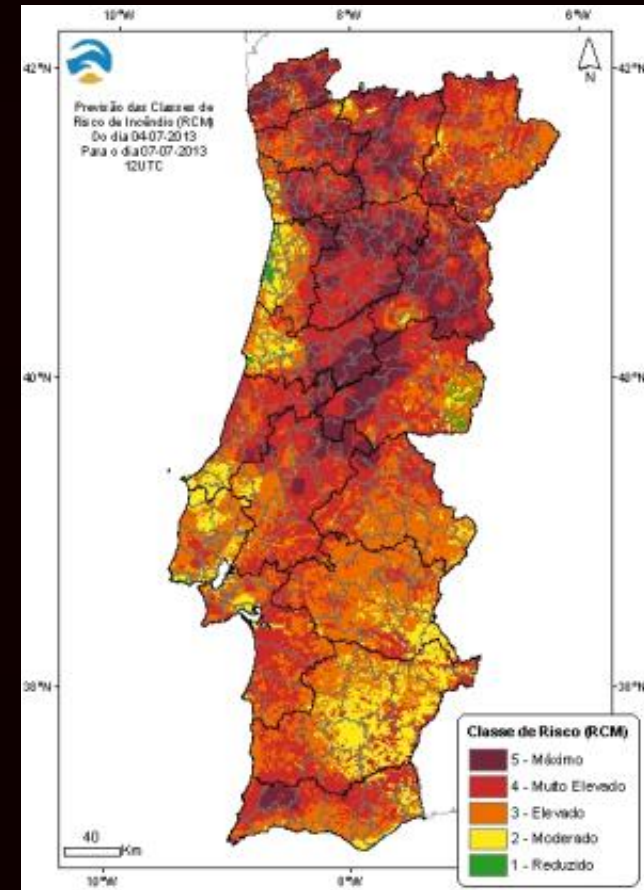 10°W 8°W 6°W
42°N 42°N
N
Previsão das Classes de
Risco de Incêndio (RCM)
Do dia 04-07-2013
Para o dia 07-07-2013
12UTC
40°N 40°N
38°N 38°N
Classe de Risco (RCM)
5 - Máximo
4 - Muito Elevado
3 - Elevado
2 - Moderado
1 - Reduzido
40
Km
10°W 8°W